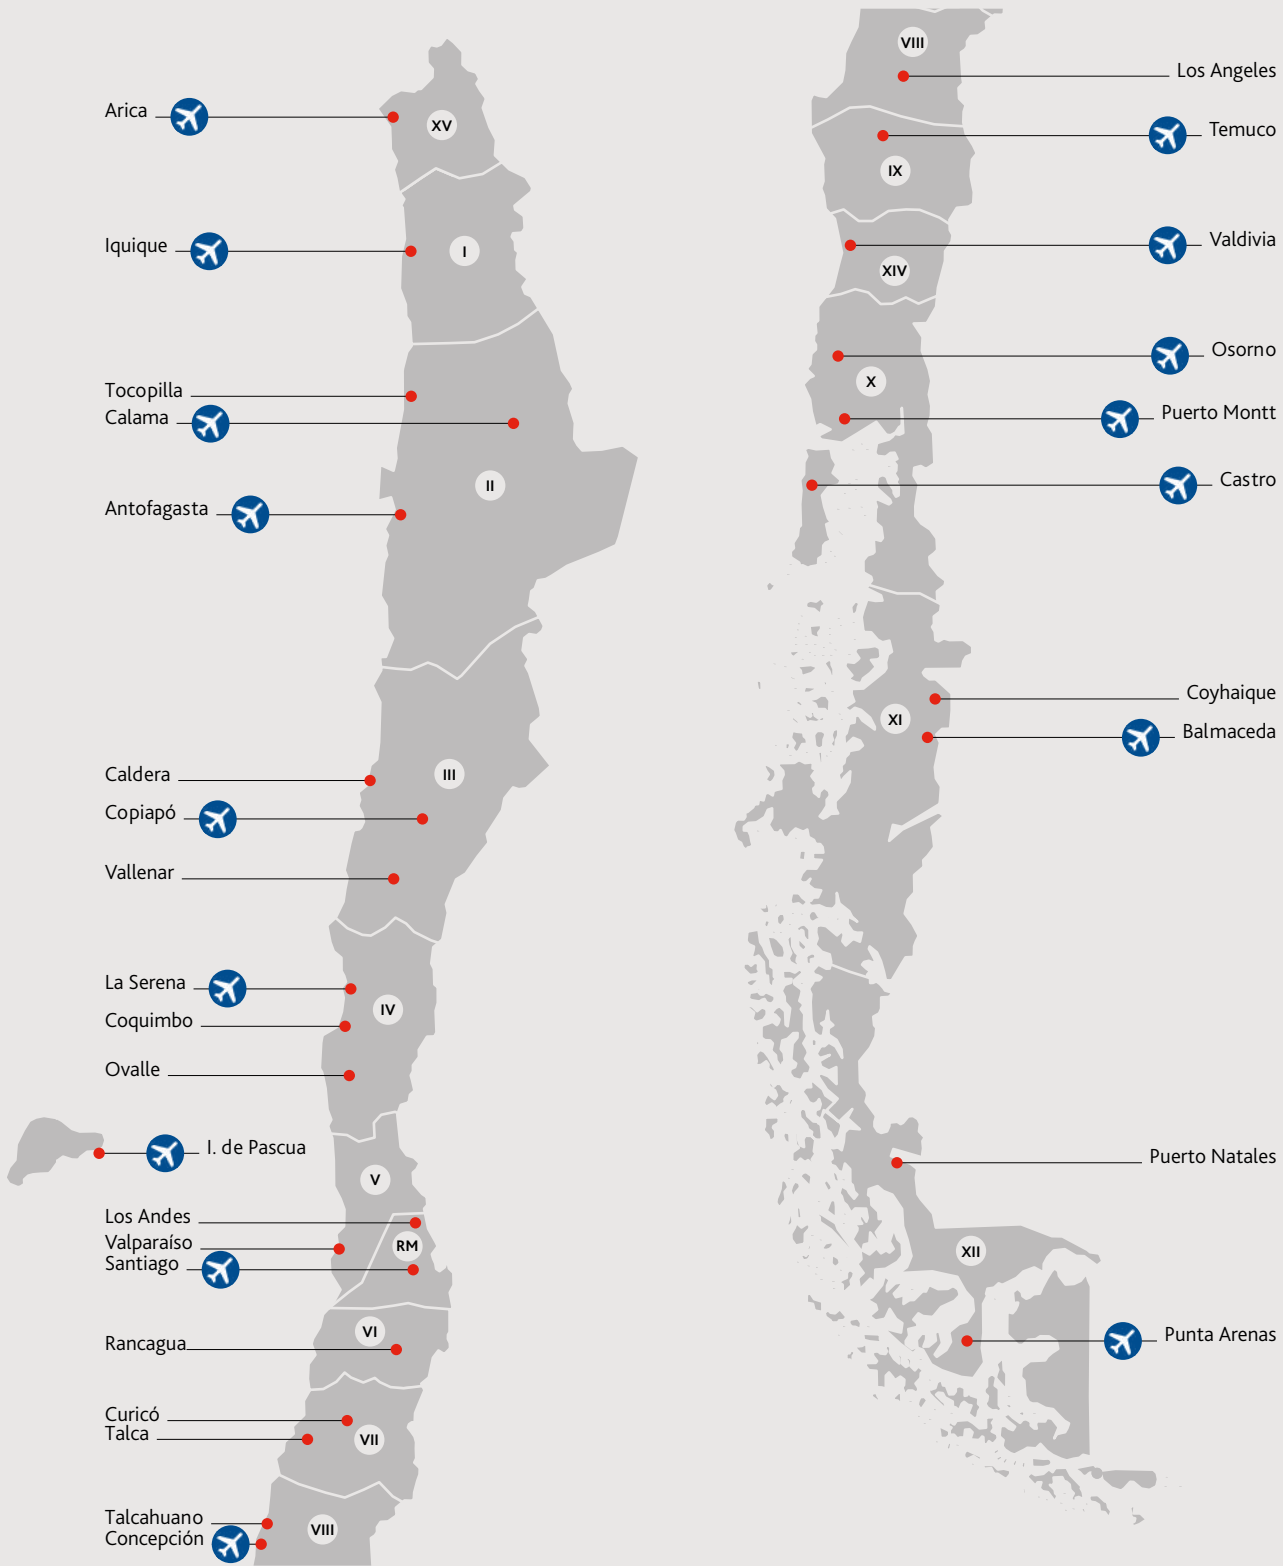 Arica
XV
Iquique
I
Tocopilla
Calama
II
Antofagasta
Caldera
III
Copiapó
Vallenar
La Serena
IV
Coquimbo
Ovalle
I. de Pascua
V
Los Andes
Valparaíso
RM
Santiago
VI
Rancagua
Curicó
Talca
VII
Talcahuano
VIII
Concepción
VIII
Los Angeles
Temuco
IX
Valdivia
XIV
Osorno
X
Puerto Montt
Castro
Coyhaique
XI
Balmaceda
Puerto Natales
XII
Punta Arenas